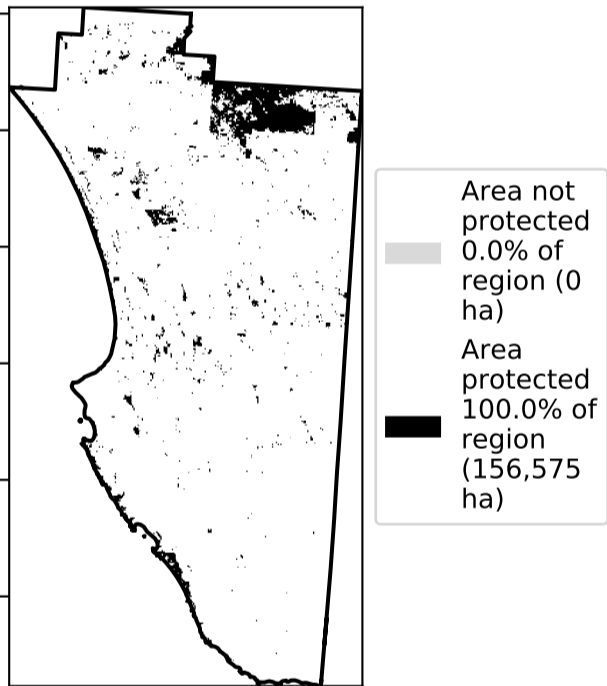 Area not
protected
0.0% of
region (0
ha)
Area
protected
100.0% of
region
(156,575
ha)